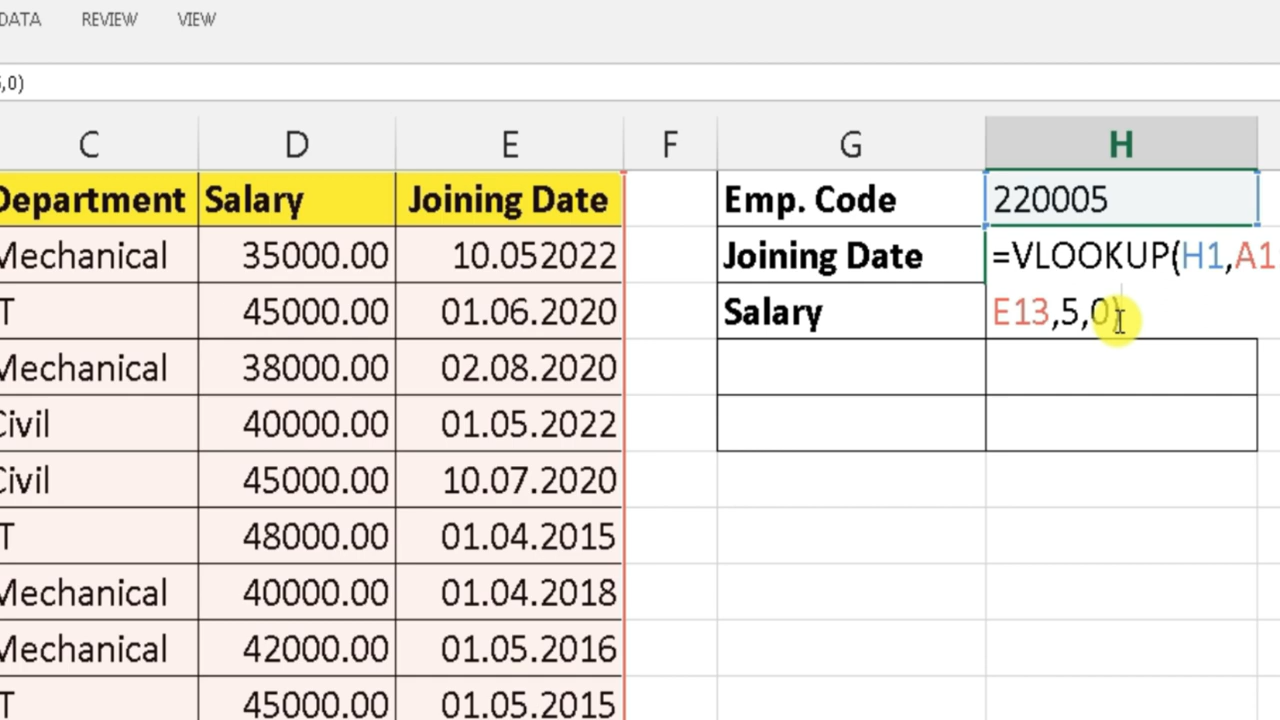 DATA REVIEW VIEW
,0)
C D E F G H
Department Salary Joining Date Emp. Code 220005
Mechanical 35000.00 10.052022 Joining Date =VLOOKUP(H1,A1
T 45000.00 01.06.2020 Salary E13,5,0)
Mechanical 38000.00 02.08.2020
Civil 40000.00 01.05.2022
Civil 45000.00 10.07.2020
T 48000.00 01.04.2015
Mechanical 40000.00 01.04.2018
Mechanical 42000.00 01.05.2016
T 45000.00 01.05.2015